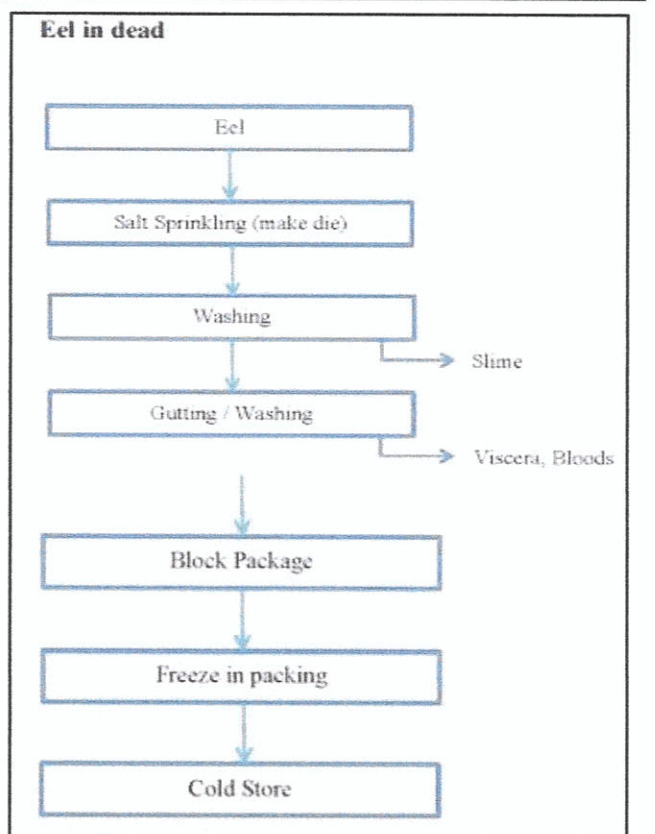 Eel in dead
Eel
Salt Sprinkling (make die)
Washing
Slime
Gutting / Washing
Viscera, Bloods
Block Package
Freeze in packing
Cold Store